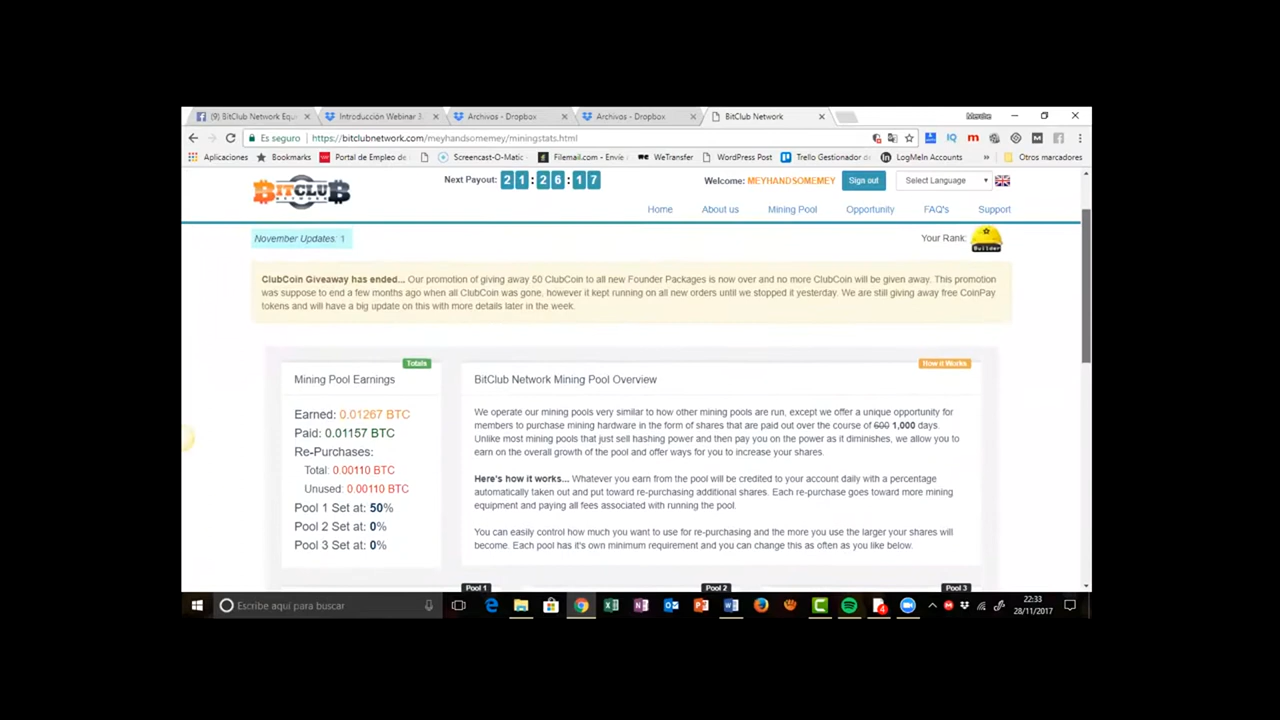 (9) BitClub Network Equ
Introducción Webinar 3.
Archivos - Dropbox
Archivos - Dropbox
BitClub Network
Es seguro
https://bitclubnetwork.com/meyhandsomemey/miningstats.html
Aplicaciones
Bookmarks
Portal de Empleo de
Screencast-O-Matic
Filemail.com - Envíe
WeTransfer
WordPress Post
Trello Gestionador de
LogMeIn Accounts
»
Otros marcadores
BITCLUB
NETWORK
Next Payout: 21:26:17
Welcome: MEYHANDSOMEMEY
Sign out
Select Language
Home
About us
Mining Pool
Opportunity
FAQ's
Support
November Updates: 1
Your Rank:
Builder
ClubCoin Giveaway has ended... Our promotion of giving away 50 ClubCoin to all new Founder Packages is now over and no more ClubCoin will be given away. This promotion
was suppose to end a few months ago when all ClubCoin was gone, however it kept running on all new orders until we stopped it yesterday. We are still giving away free CoinPay
tokens and will have a big update on this with more details later in the week.
Totals
Mining Pool Earnings
Earned: 0.01267 BTC
Paid: 0.01157 BTC
Re-Purchases:
Total: 0.00110 BTC
Unused: 0.00110 BTC
Pool 1 Set at: 50%
Pool 2 Set at: 0%
Pool 3 Set at: 0%
How it Works
BitClub Network Mining Pool Overview
We operate our mining pools very similar to how other mining pools are run, except we offer a unique opportunity for
members to purchase mining hardware in the form of shares that are paid out over the course of 600 1,000 days.
Unlike most mining pools that just sell hashing power and then pay you on the power as it diminishes, we allow you to
earn on the overall growth of the pool and offer ways for you to increase your shares.
Here's how it works... Whatever you earn from the pool will be credited to your account daily with a percentage
automatically taken out and put toward re-purchasing additional shares. Each re-purchase goes toward more mining
equipment and paying all fees associated with running the pool.
You can easily control how much you want to use for re-purchasing and the more you use the larger your shares will
become. Each pool has it's own minimum requirement and you can change this as often as you like below.
Pool 1
Pool 2
Pool 3
Escribe aquí para buscar
22:33
28/11/2017